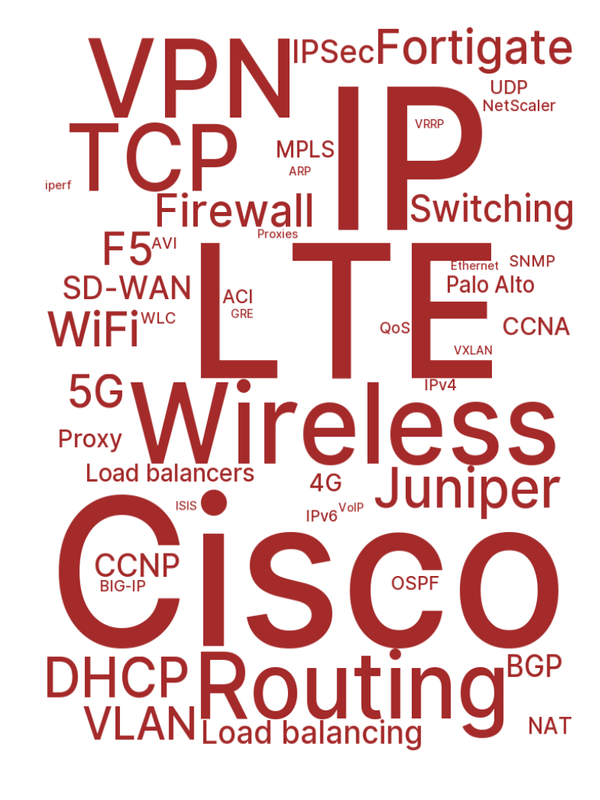 VPN
IPSec
Fortigate
UDP
NetScaler
IP
VRRP
TCP
MPLS
ARP
iperf
Firewall
Switching
Proxies
F5
AVI
LTE
Ethernet
SNMP
SD-WAN
Palo Alto
ACI
GRE
WiFi
WLC
QoS
CCNA
VXLAN
5G
IPv4
Wireless
Proxy
Load balancers
4G
Juniper
ISIS
IPv6
VoIP
Cisco
CCNP
BIG-IP
OSPF
DHCP
Routing
BGP
VLAN
Load balancing
NAT